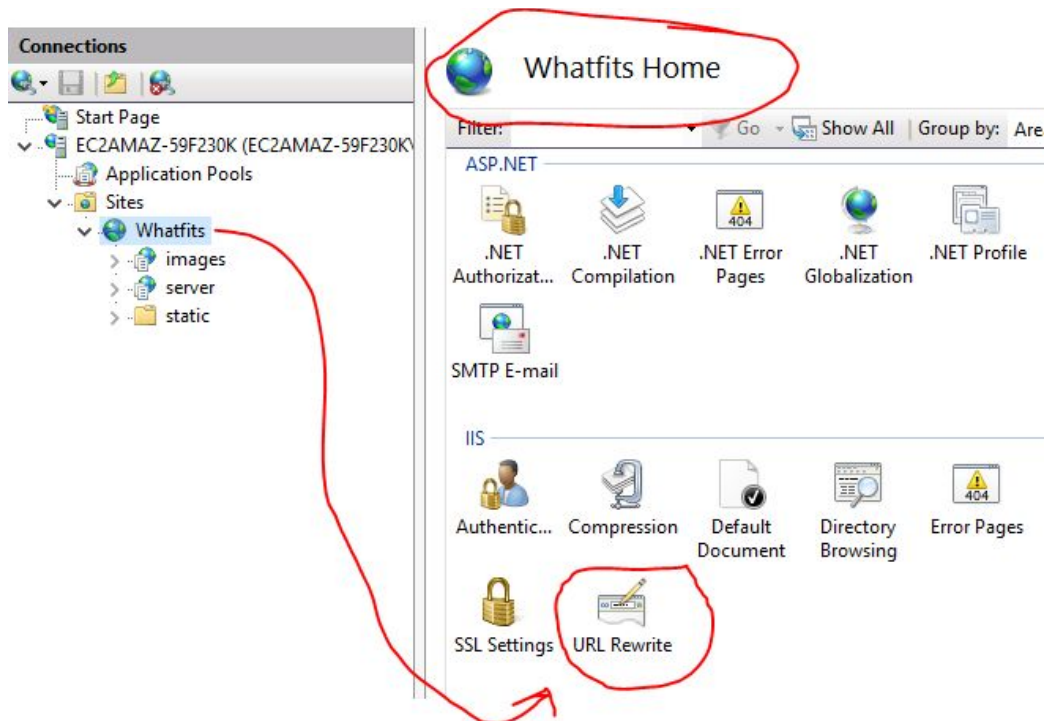 Connections
Start Page
EC2AMAZ-59F230K (EC2AMAZ-59F230K\
Application Pools
Sites
Whatfits
images
server
static
Whatfits Home
Filter: Go Show All Group by: Are
ASP.NET
.NET Authorizat...
.NET Compilation
.NET Error Pages
404
.NET Globalization
.NET Profile
SMTP E-mail
IIS
Authentic...
Compression
Default Document
Directory Browsing
404
Error Pages
SSL Settings
URL Rewrite